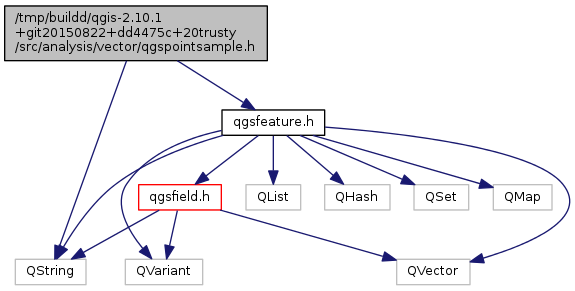 /tmp/buildd/qgis-2.10.1
+git20150822+dd4475c+20trusty
/src/analysis/vector/qgspointsample.h
qgsfeature.h
qgsfield.h
QList
QHash
QSet
QMap
QString
QVariant
QVector